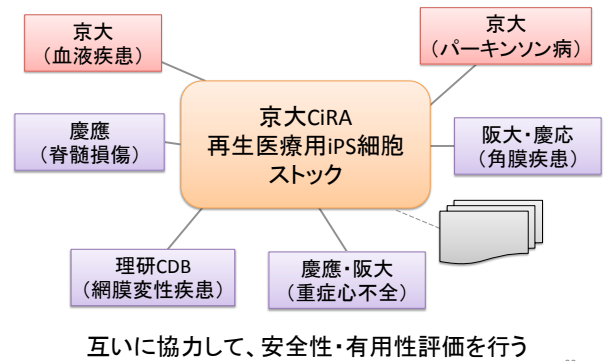 京大
（血液疾患）
京大
（パーキンソン病）
京大CiRA
再生医療用iPS細胞
ストック
慶應
（脊髄損傷）
阪大・慶応
（角膜疾患）
理研CDB
（網膜変性疾患）
慶應・阪大
（重症心不全）
互いに協力して、安全性・有用性評価を行う